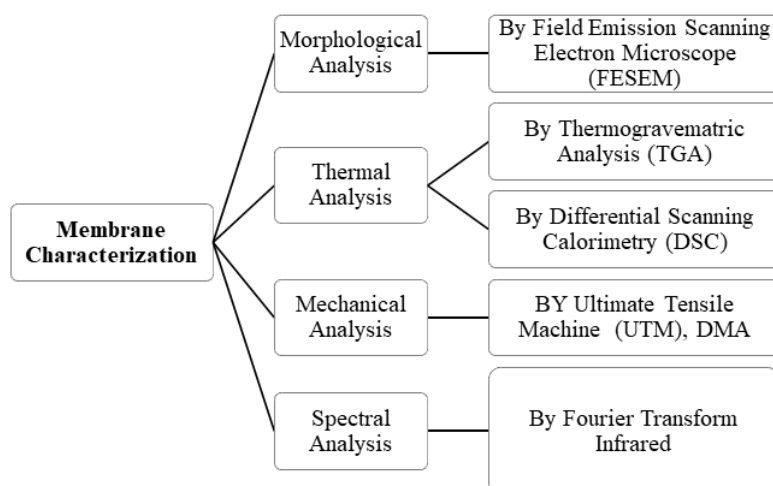 Membrane
Characterization
Morphological
Analysis
By Field Emission Scanning
Electron Microscope
(FESEM)
Thermal
Analysis
By Thermogravematric
Analysis (TGA)
By Differential Scanning
Calorimetry (DSC)
Mechanical
Analysis
BY Ultimate Tensile
Machine (UTM), DMA
Spectral
Analysis
By Fourier Transform
Infrared